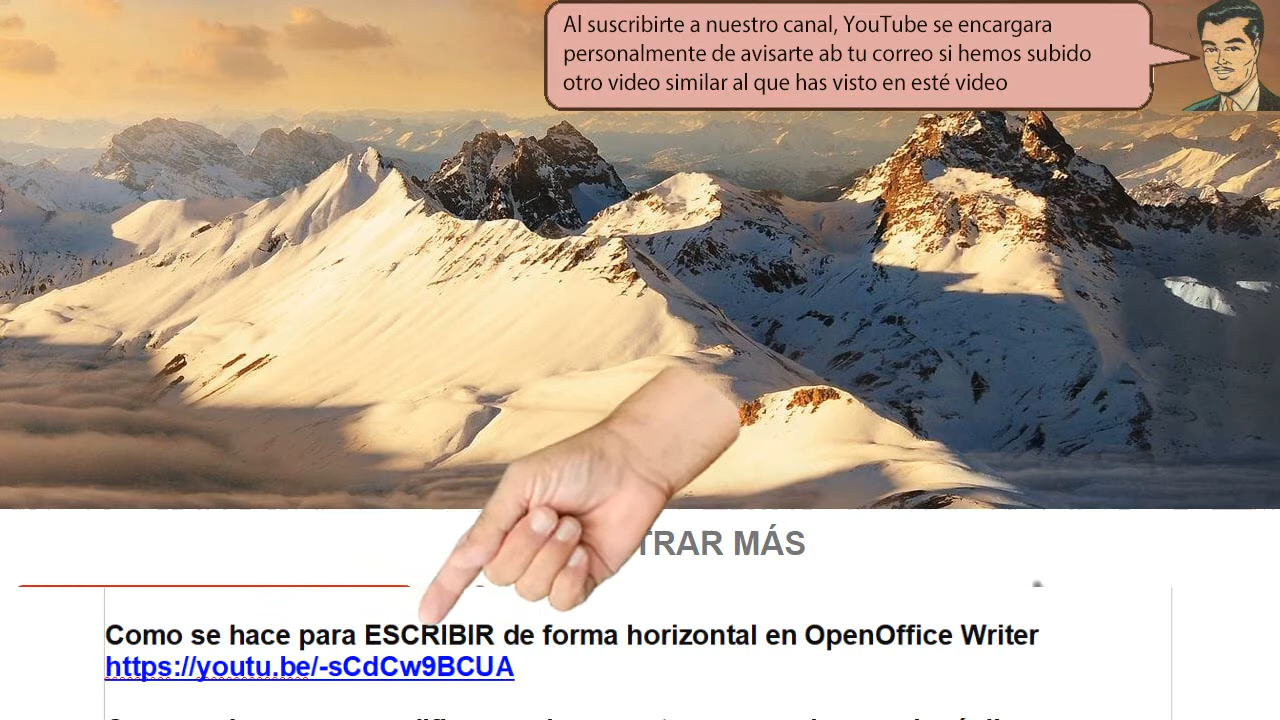 Al suscribirte a nuestro canal, YouTube se encargara
personalmente de avisarte ab tu correo si hemos subido
otro video similar al que has visto en esté video
TRAR MÁS
Como se hace para ESCRIBIR de forma horizontal en OpenOffice Writer
https://youtu.be/-sCdCw9BCUA